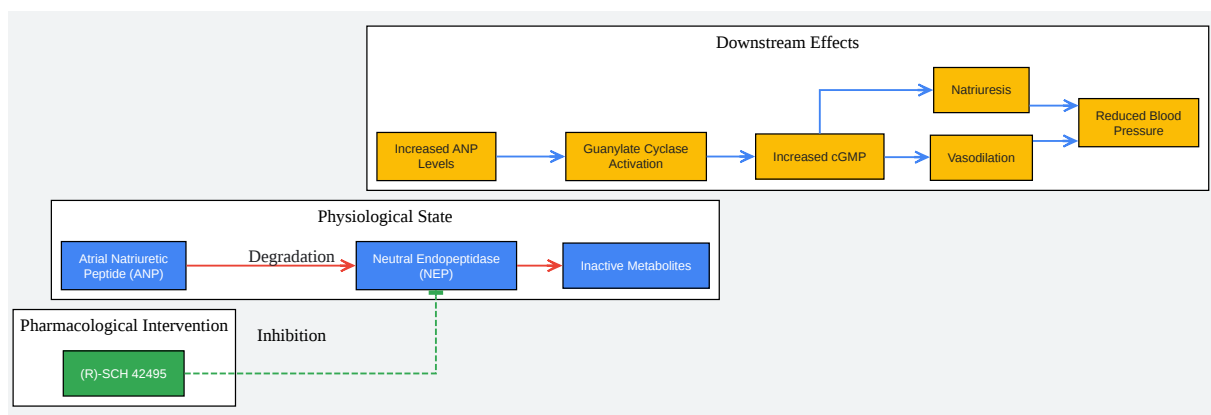 Downstream Effects
Natriuresis
Reduced Blood
Pressure
Increased ANP
Levels
Guanylate Cyclase
Activation
Increased cGMP
Vasodilation
Physiological State
Atrial Natriuretic
Peptide (ANP)
Degradation
Neutral Endopeptidase
(NEP)
Inactive Metabolites
Pharmacological Intervention
Inhibition
(R)-SCH 42495